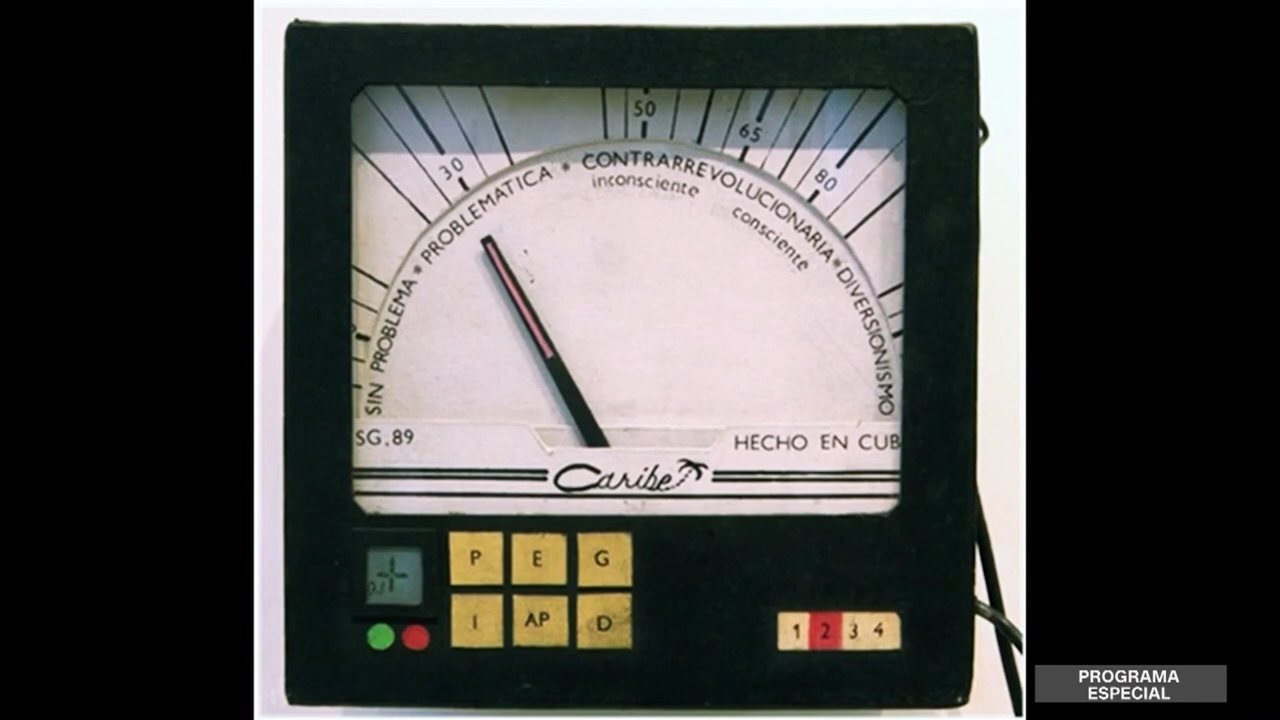 30
50
65
80
SIN PROBLEMA * PROBLEMATICA * CONTRARREVOLUCIONARIA * DIVERSIONISMO
inconsciente
consciente
SG.89
HECHO EN CUB
Caribe
P E G
I AP D
1 2 3 4
PROGRAMA
ESPECIAL